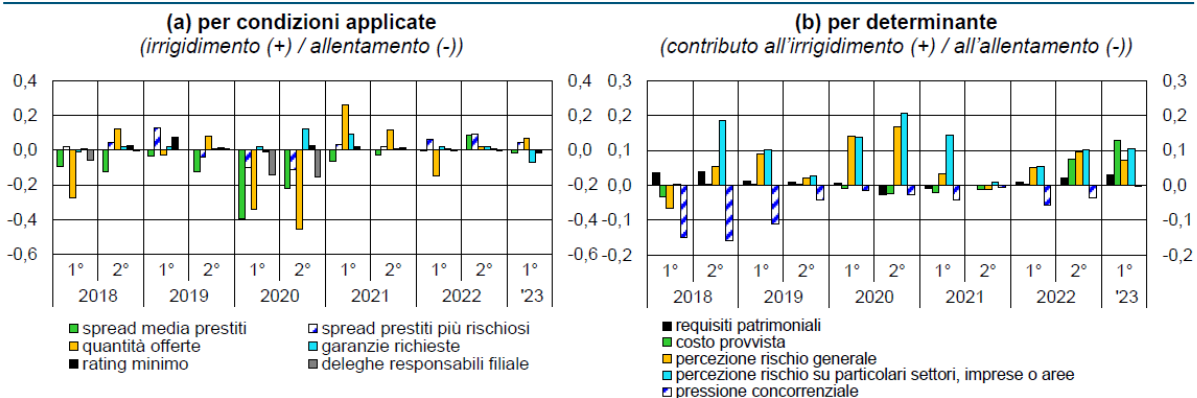 (a) per condizioni applicate
(irrigidimento (+) / allentamento (-))
0,4 0,4
0,2 0,2
0,0 0,0
-0,2 -0,2
-0,4 -0,4
-0,6 -0,6
1° 2° 1° 2° 1° 2° 1° 2° 1° 2° 1°
2018 2019 2020 2021 2022 '23
spread media prestiti spread prestiti più rischiosi
quantità offerte garanzie richieste
rating minimo deleghe responsabili filiale
(b) per determinante
(contributo all'irrigidimento (+) / all'allentamento (-))
0,3 0,3
0,2 0,2
0,1 0,1
0,0 0,0
-0,1 -0,1
-0,2 -0,2
1° 2° 1° 2° 1° 2° 1° 2° 1° 2° 1°
2018 2019 2020 2021 2022 '23
requisiti patrimoniali
costo provvista
percezione rischio generale
percezione rischio su particolari settori, imprese o aree
pressione concorrenziale